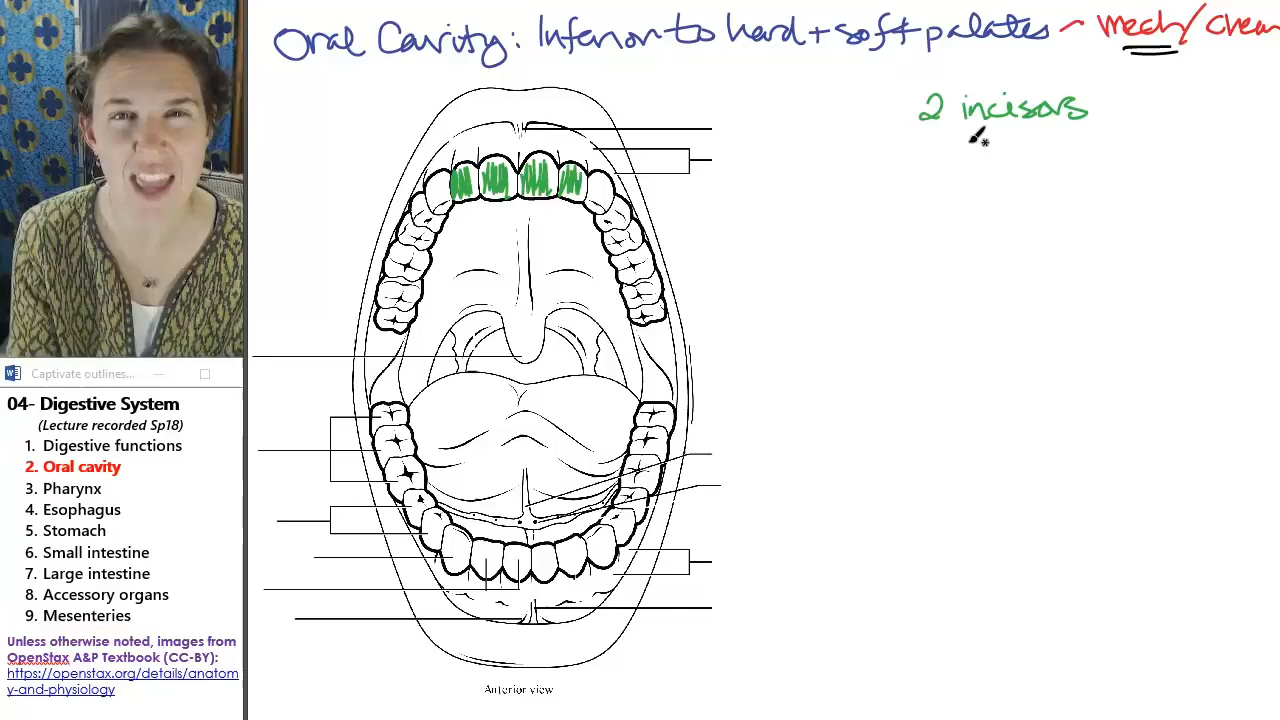 Oral Cavity: Inferior to hard + soft palates ~ mech/chem
2 incisors
Captivate outlines...
04- Digestive System
(Lecture recorded Sp18)
1. Digestive functions
2. Oral cavity
3. Pharynx
4. Esophagus
5. Stomach
6. Small intestine
7. Large intestine
8. Accessory organs
9. Mesenteries
Unless otherwise noted, images from
OpenStax A&P Textbook (CC-BY):
https://openstax.org/details/anatom
y-and-physiology
Anterior view